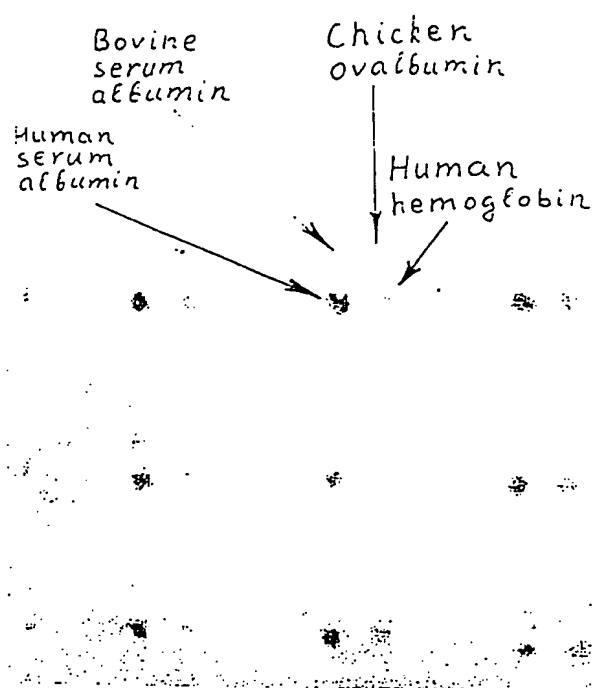 Bovine
serum
albumin
Chicken
ovalbumin
Human
serum
albumin
Human
hemoglobin